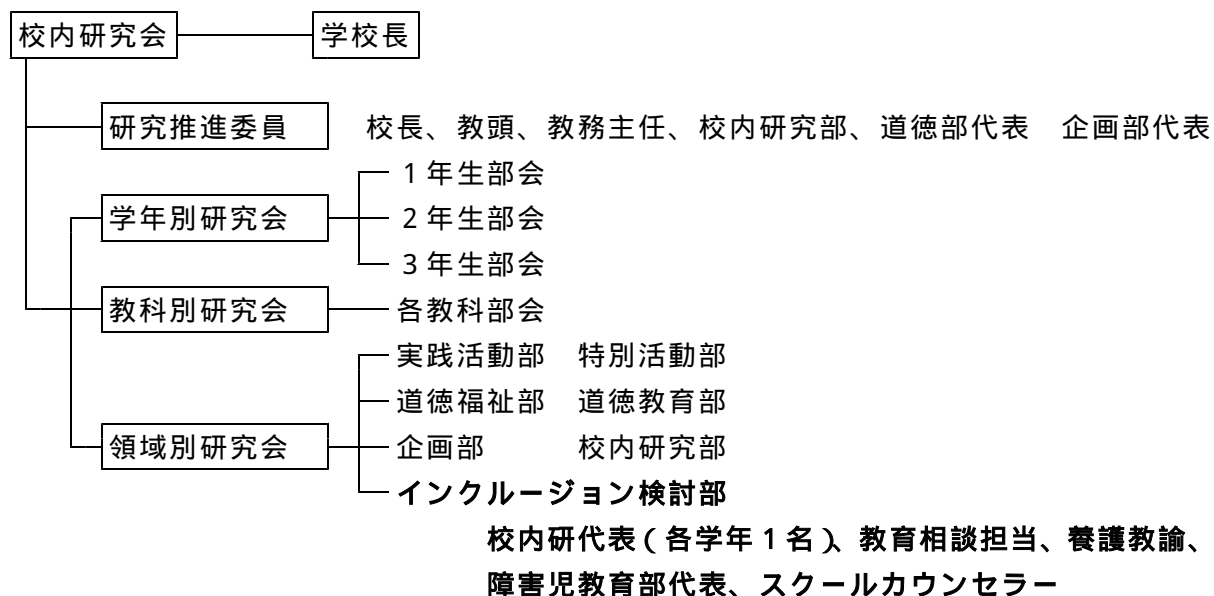 校内研究会 学校長
研究推進委員 校長、教頭、教務主任、校内研究部、道徳部代表 企画部代表
1年生部会
学年別研究会 2年生部会
3年生部会
教科別研究会 各教科部会
実践活動部 特別活動部
道徳福祉部 道徳教育部
領域別研究会 企画部 校内研究部
インクルージョン検討部
校内研代表(各学年1名)、教育相談担当、養護教諭、
障害児教育部代表、スクールカウンセラー